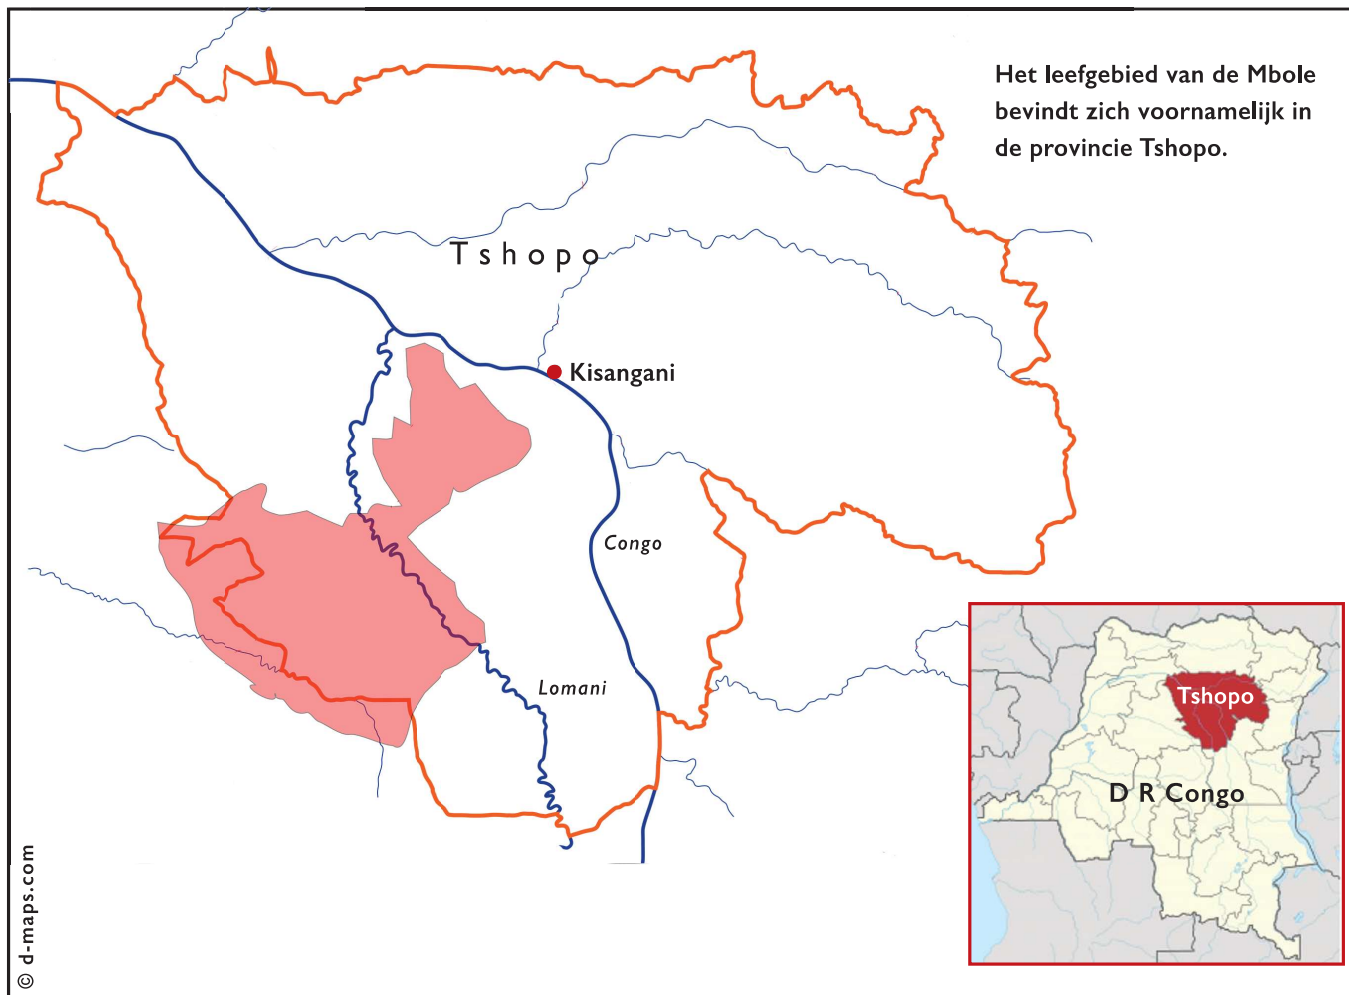 Het leefgebied van de Mbole
bevindt zich voornamelijk in
de provincie Tshopo.
Tshopo
Kisangani
Congo
Lomani
Tshopo
D R Congo
© d-maps.com